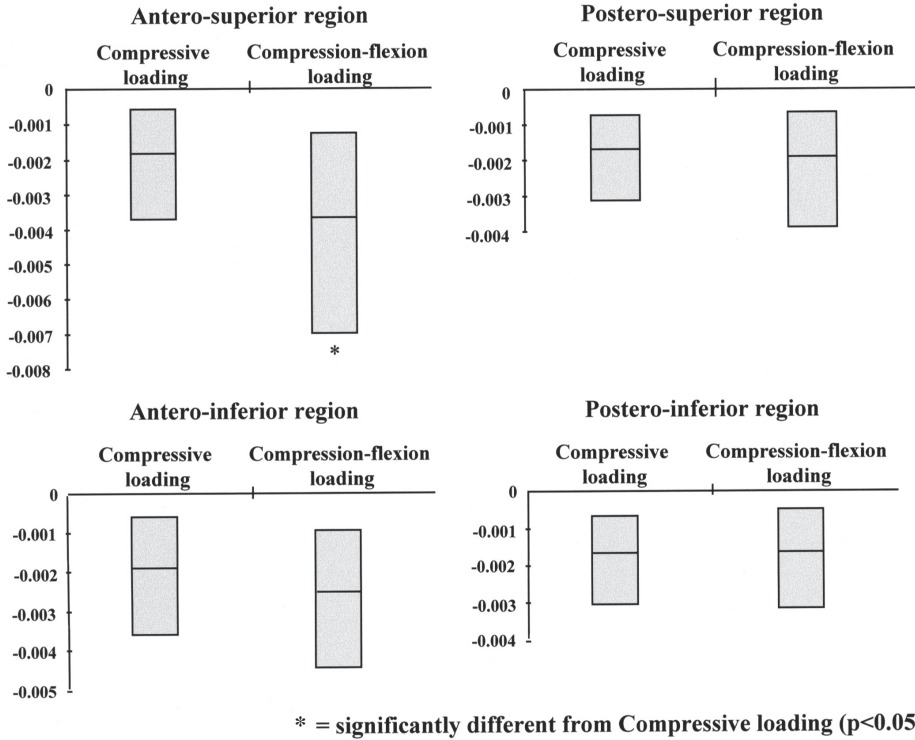 Antero-superior region
Compressive loading
Compression-flexion loading
0
-0.001
-0.002
-0.003
-0.004
-0.005
-0.006
-0.007
-0.008
*
Postero-superior region
Compressive loading
Compression-flexion loading
0
-0.001
-0.002
-0.003
-0.004
Antero-inferior region
Compressive loading
Compression-flexion loading
0
-0.001
-0.002
-0.003
-0.004
-0.005
Postero-inferior region
Compressive loading
Compression-flexion loading
0
-0.001
-0.002
-0.003
-0.004
* = significantly different from Compressive loading (p<0.05